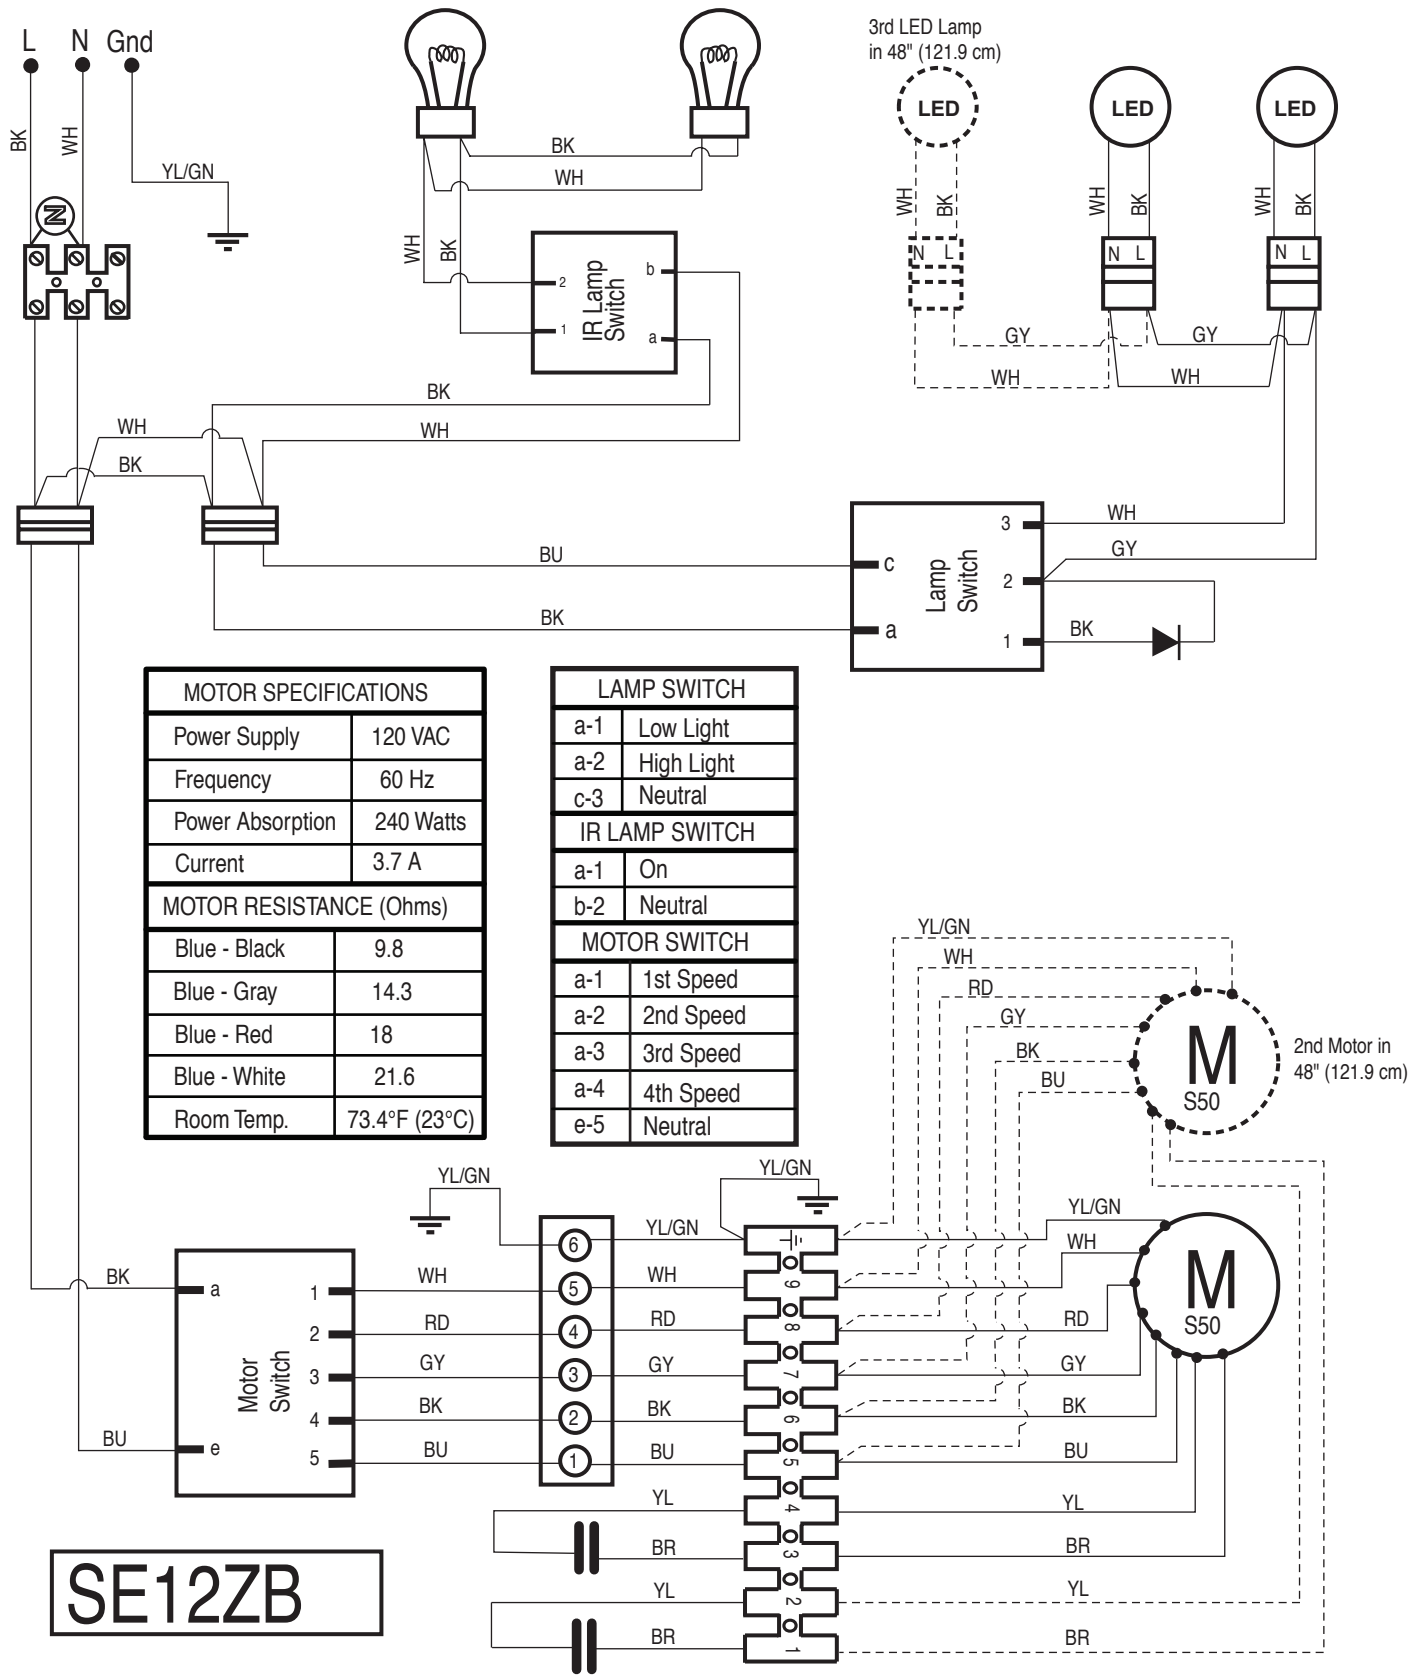 L N Gnd
BK
WH
YL/GN
N
BK
WH
WH
BK
IR Lamp
Switch
2
1
b
a
BK
WH
WH
BK
3rd LED Lamp
in 48" (121.9 cm)
LED
LED
LED
WH
BK
WH
BK
WH
BK
N L
N L
N L
GY
WH
GY
WH
BU
BK
Lamp
Switch
c
a
3
2
1
WH
GY
BK
MOTOR SPECIFICATIONS
Power Supply 120 VAC
Frequency 60 Hz
Power Absorption 240 Watts
Current 3.7 A
MOTOR RESISTANCE (Ohms)
Blue - Black 9.8
Blue - Gray 14.3
Blue - Red 18
Blue - White 21.6
Room Temp. 73.4°F (23°C)
LAMP SWITCH
a-1 Low Light
a-2 High Light
c-3 Neutral
IR LAMP SWITCH
a-1 On
b-2 Neutral
MOTOR SWITCH
a-1 1st Speed
a-2 2nd Speed
a-3 3rd Speed
a-4 4th Speed
e-5 Neutral
YL/GN
WH
RD
GY
BK
BU
M
S50
2nd Motor in
48" (121.9 cm)
BK
BU
a
e
Motor
Switch
1
2
3
4
5
YL/GN
WH
RD
GY
BK
BU
6
5
4
3
2
1
YL/GN
YL/GN
WH
RD
GY
BK
BU
YL
BR
YL
BR
9
8
7
6
5
4
3
2
1
YL/GN
WH
RD
GY
BK
BU
YL
BR
YL
BR
M
S50
SE12ZB